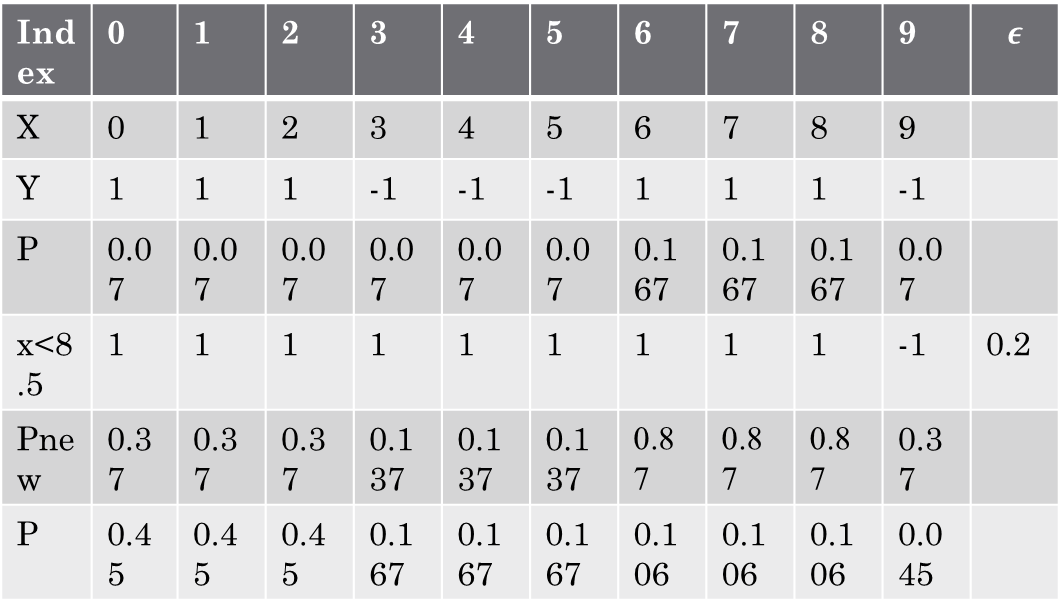 Index 0 1 2 3 4 5 6 7 8 9 ϵ
X 0 1 2 3 4 5 6 7 8 9
Y 1 1 1 -1 -1 -1 1 1 1 -1
P 0.07 0.07 0.07 0.07 0.07 0.07 0.167 0.167 0.167 0.07
x<8.5 1 1 1 1 1 1 1 1 1 -1 0.2
Pnew 0.37 0.37 0.37 0.137 0.137 0.137 0.87 0.87 0.87 0.37
P 0.45 0.45 0.45 0.167 0.167 0.167 0.106 0.106 0.106 0.045